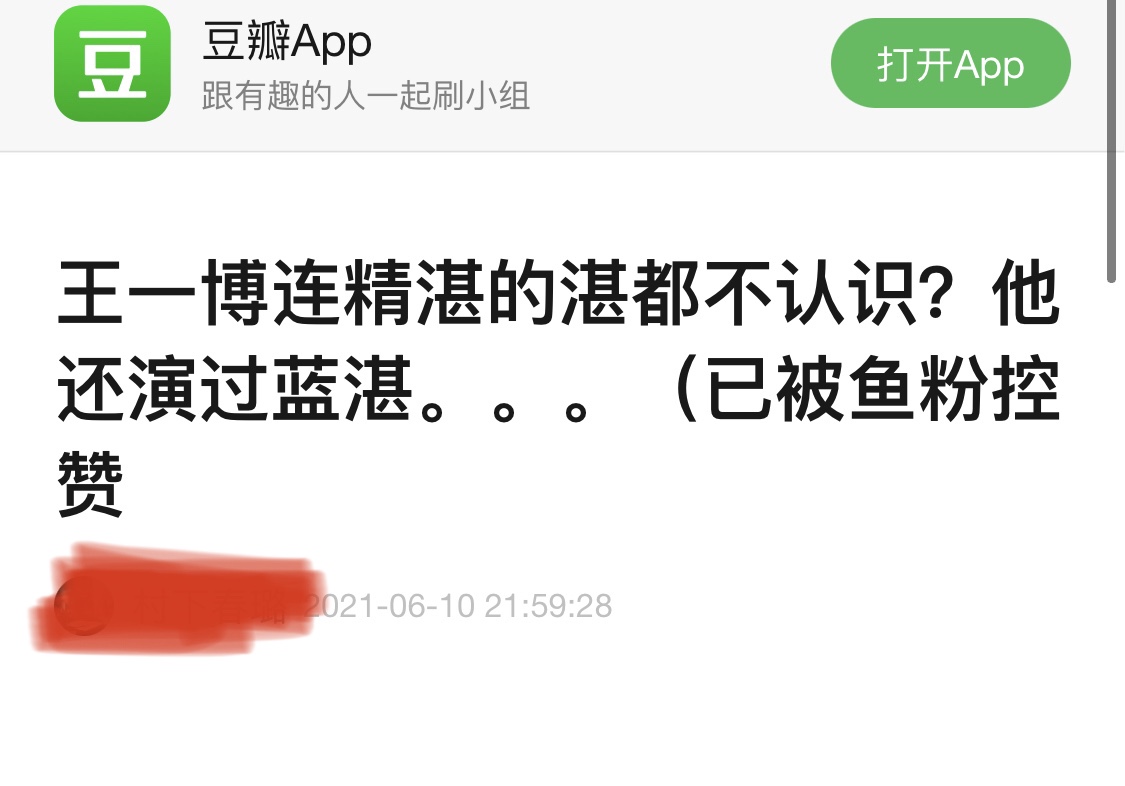 豆
豆瓣App
跟有趣的人一起刷小组
打开App
王一博连精湛的湛都不认识？他
还演过蓝湛。。。（已被鱼粉控
赞
2021-06-10 21:59:28